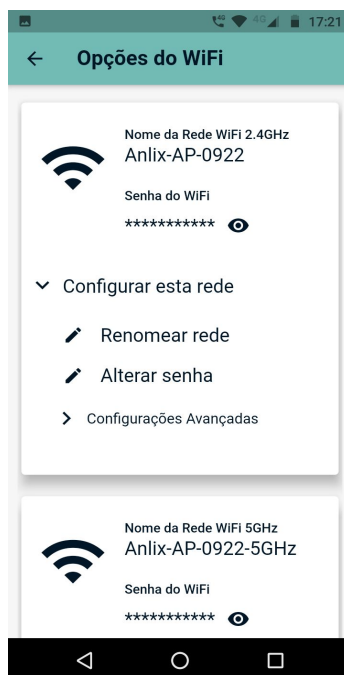 4G 4G 17:21
Opções do WiFi
Nome da Rede WiFi 2.4GHz
Anlix-AP-0922
Senha do WiFi
***********
Configurar esta rede
Renomear rede
Alterar senha
Configurações Avançadas
Nome da Rede WiFi 5GHz
Anlix-AP-0922-5GHz
Senha do WiFi
***********